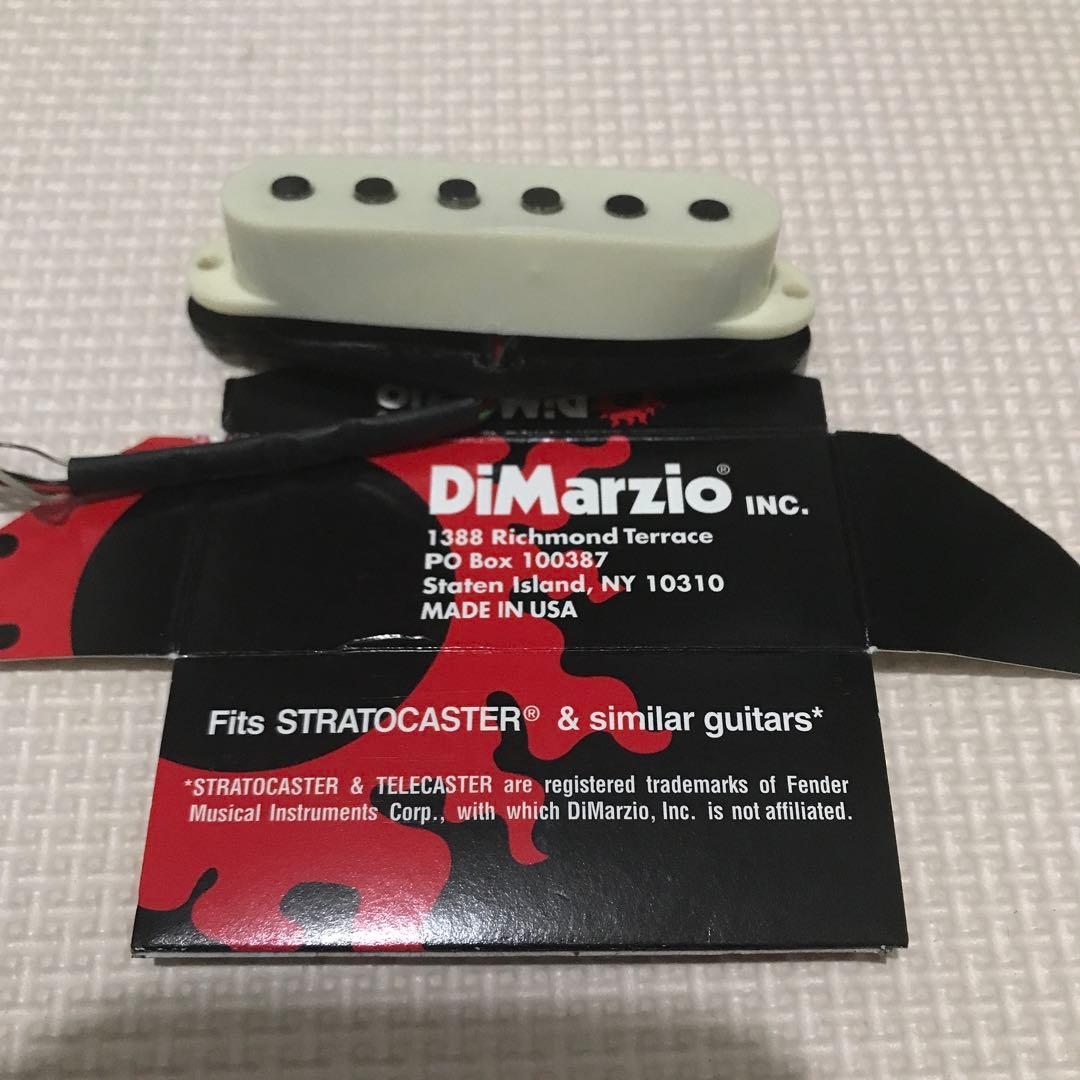 DiMarzio
DiMarzio® INC.
1388 Richmond Terrace
PO Box 100387
Staten Island, NY 10310
MADE IN USA
Fits STRATOCASTER® & similar guitars*
*STRATOCASTER & TELECASTER are registered trademarks of Fender
Musical Instruments Corp., with which DiMarzio, Inc. is not affiliated.